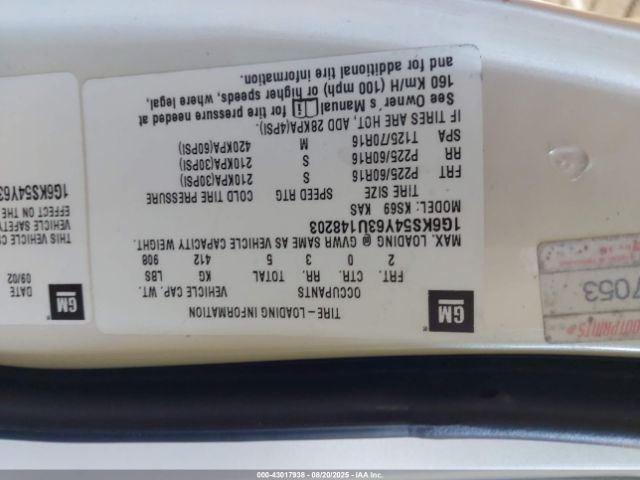 GM
TIRE-LOADING INFORMATION
OCCUPANTS VEHICLE CAP. WT.
FRT. CTR. RR. TOTAL KG LBS
2 0 3 5 412 908
MAX. LOADING @ GVWR SAME AS VEHICLE CAPACITY WEIGHT.
1G6KS54Y63U148203
MODEL: KS69 KAS
TIRE SIZE SPEED RTG COLD TIRE PRESSURE
FRT P225/60R16 S 210KPA(30PSI)
RR P225/60R16 S 210KPA(30PSI)
SPA T125/70R16 M 420KPA(60PSI)
IF TIRES ARE HOT, ADD 28KPA(4PSI).
See Owner's Manual for tire pressure needed at
160 Km/H (100 mph) or higher speeds, where legal,
and for additional tire information.
GM
DATE 09/02
THIS VEHICLE CO
VEHICLE SAFETY
EFFECT ON THE
1G6KS54Y63
7053
000-43017938 - 08/20/2025 - IAAI INC.